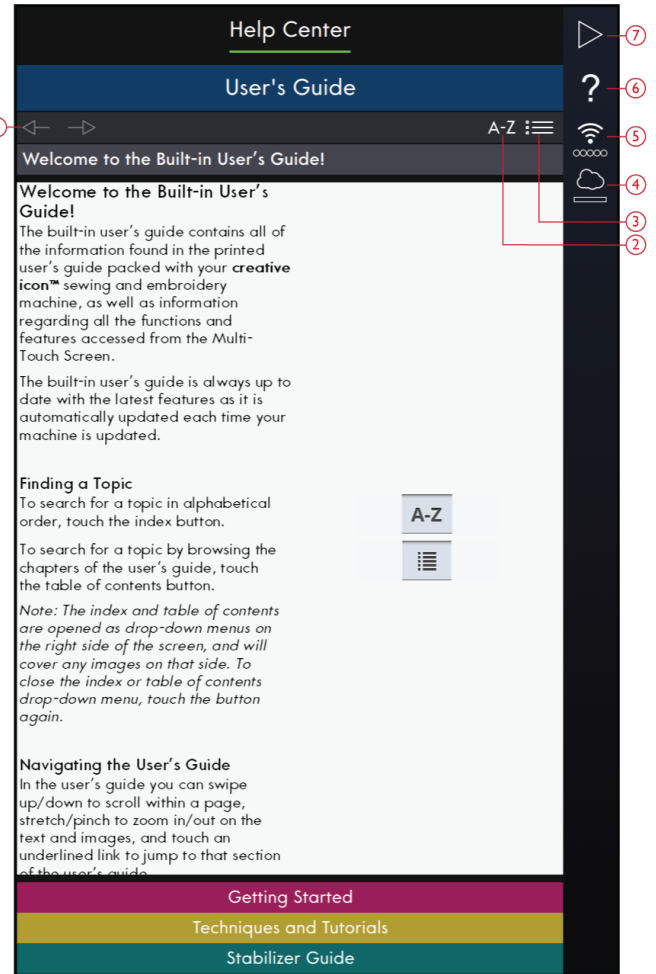 Help Center
7
User's Guide
?
6
A-Z
5
Welcome to the Built-in User's Guide!
4
3
2
Welcome to the Built-in User's
Guide!
The built-in user's guide contains all of
the information found in the printed
user's guide packed with your creative
icon™ sewing and embroidery
machine, as well as information
regarding all the functions and
features accessed from the Multi-
Touch Screen.
The built-in user's guide is always up to
date with the latest features as it is
automatically updated each time your
machine is updated.
Finding a Topic
To search for a topic in alphabetical
order, touch the index button.
A-Z
To search for a topic by browsing the
chapters of the user's guide, touch
the table of contents button.
Note: The index and table of contents
are opened as drop-down menus on
the right side of the screen, and will
cover any images on that side. To
close the index or table of contents
drop-down menu, touch the button
again.
Navigating the User's Guide
In the user's guide you can swipe
up/down to scroll within a page,
stretch/pinch to zoom in/out on the
text and images, and touch an
underlined link to jump to that section
of the user's guide
Getting Started
Techniques and Tutorials
Stabilizer Guide